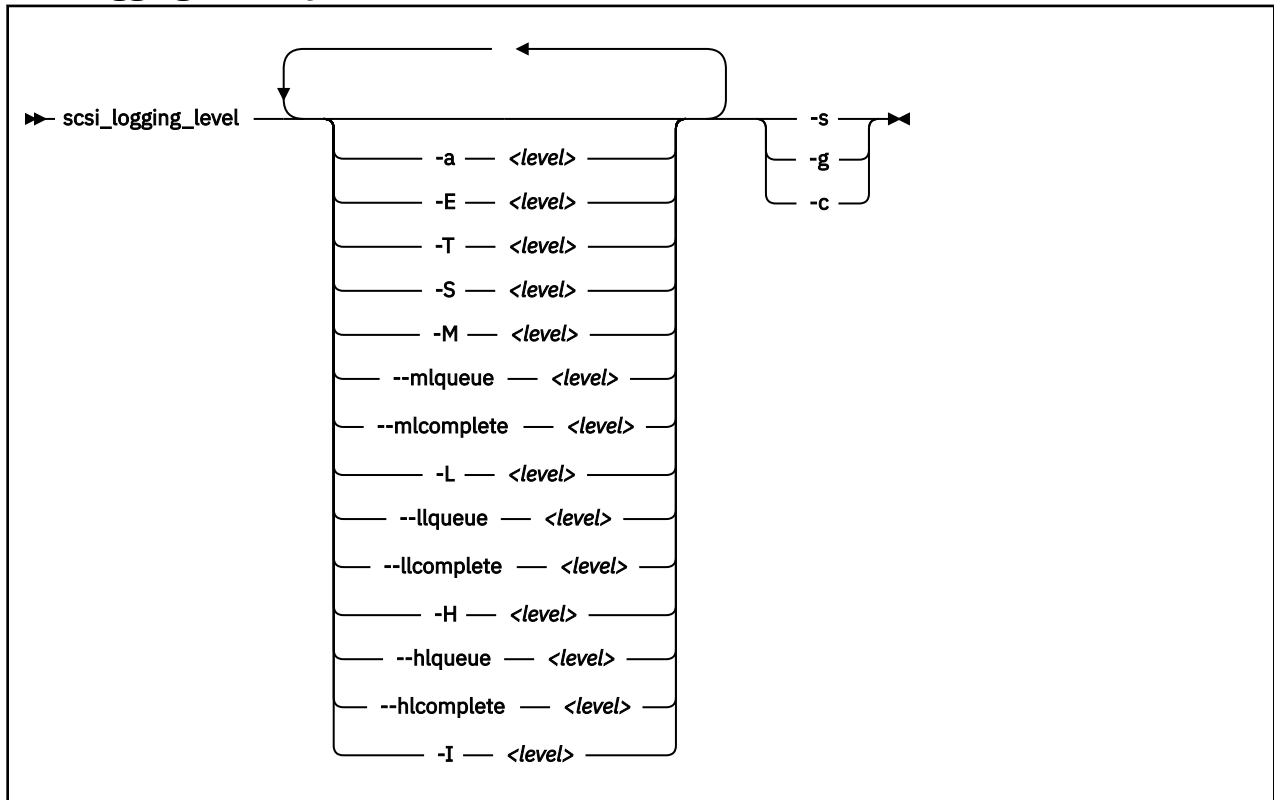 scsi_logging_level -s
-a <level> -g
-E <level> -c
-T <level>
-S <level>
-M <level>
--mlqueue <level>
--mlcomplete <level>
-L <level>
--llqueue <level>
--llcomplete <level>
-H <level>
--hlqueue <level>
--hlcomplete <level>
-I <level>